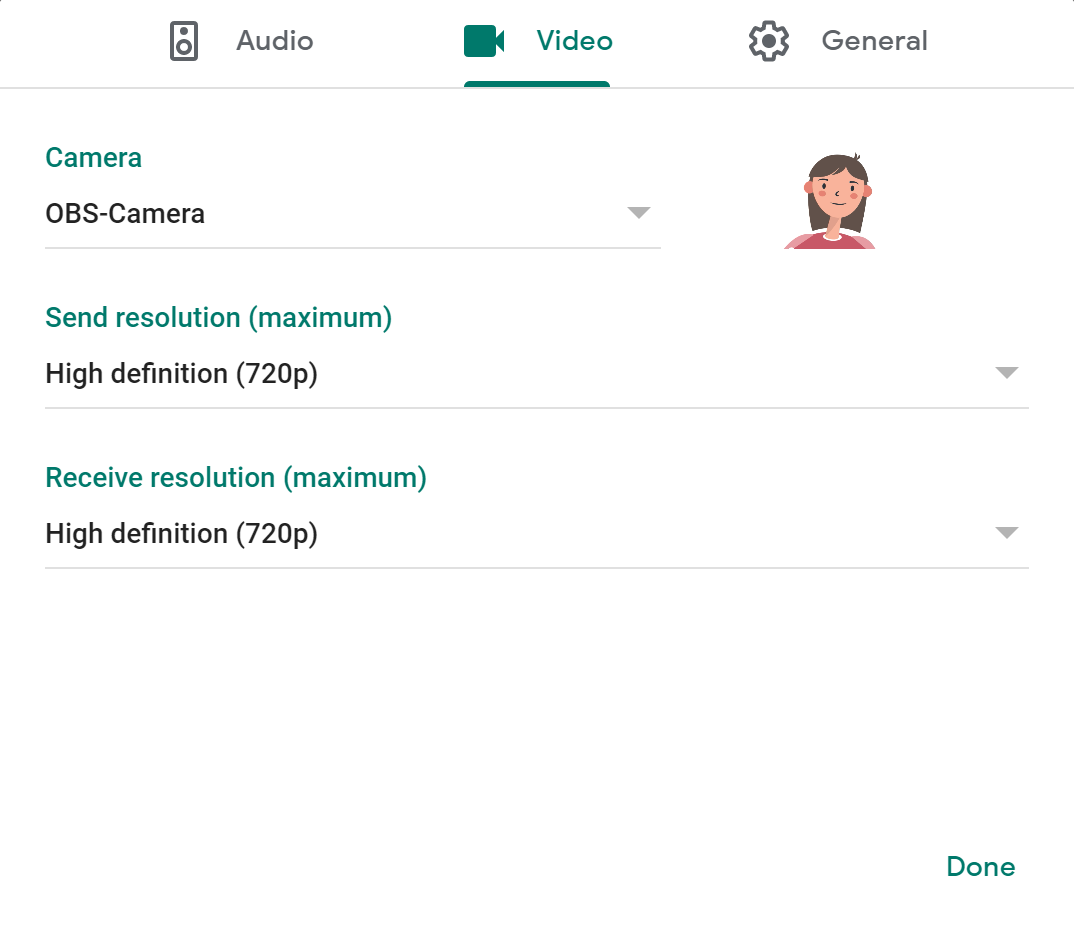 Audio Video General
Camera
OBS-Camera
Send resolution (maximum)
High definition (720p)
Receive resolution (maximum)
High definition (720p)
Done